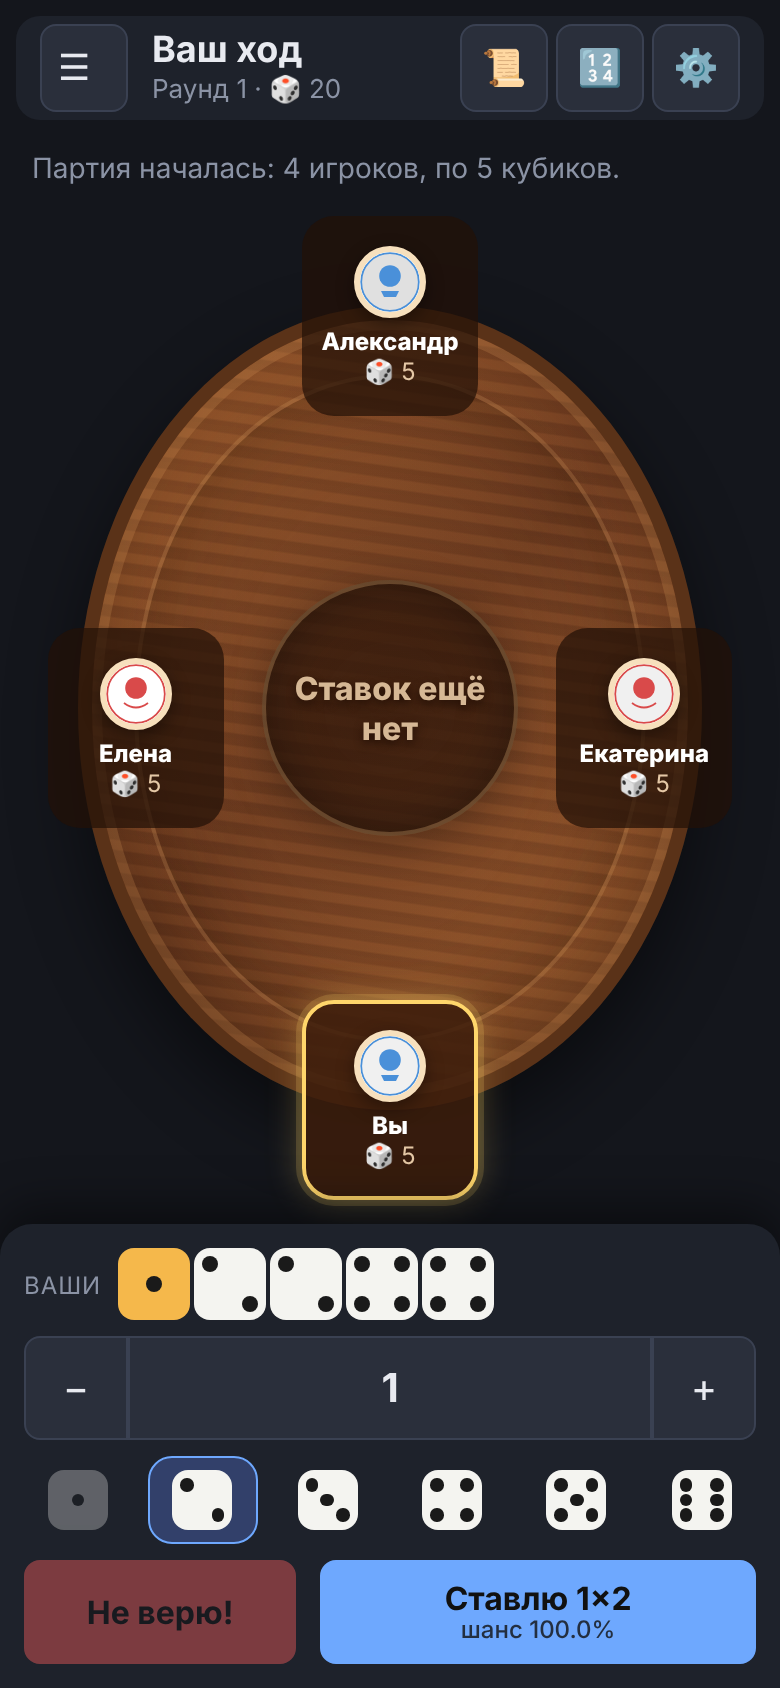 ☰
Ваш ход
Раунд 1 · 🎲 20
📜 🔢 ⚙️
Партия началась: 4 игроков, по 5 кубиков.
Александр
🎲 5
Ставок ещё
нет
Елена
🎲 5
Екатерина
🎲 5
Вы
🎲 5
ВАШИ
− 1 +
Не верю!
Ставлю 1×2
шанс 100.0%